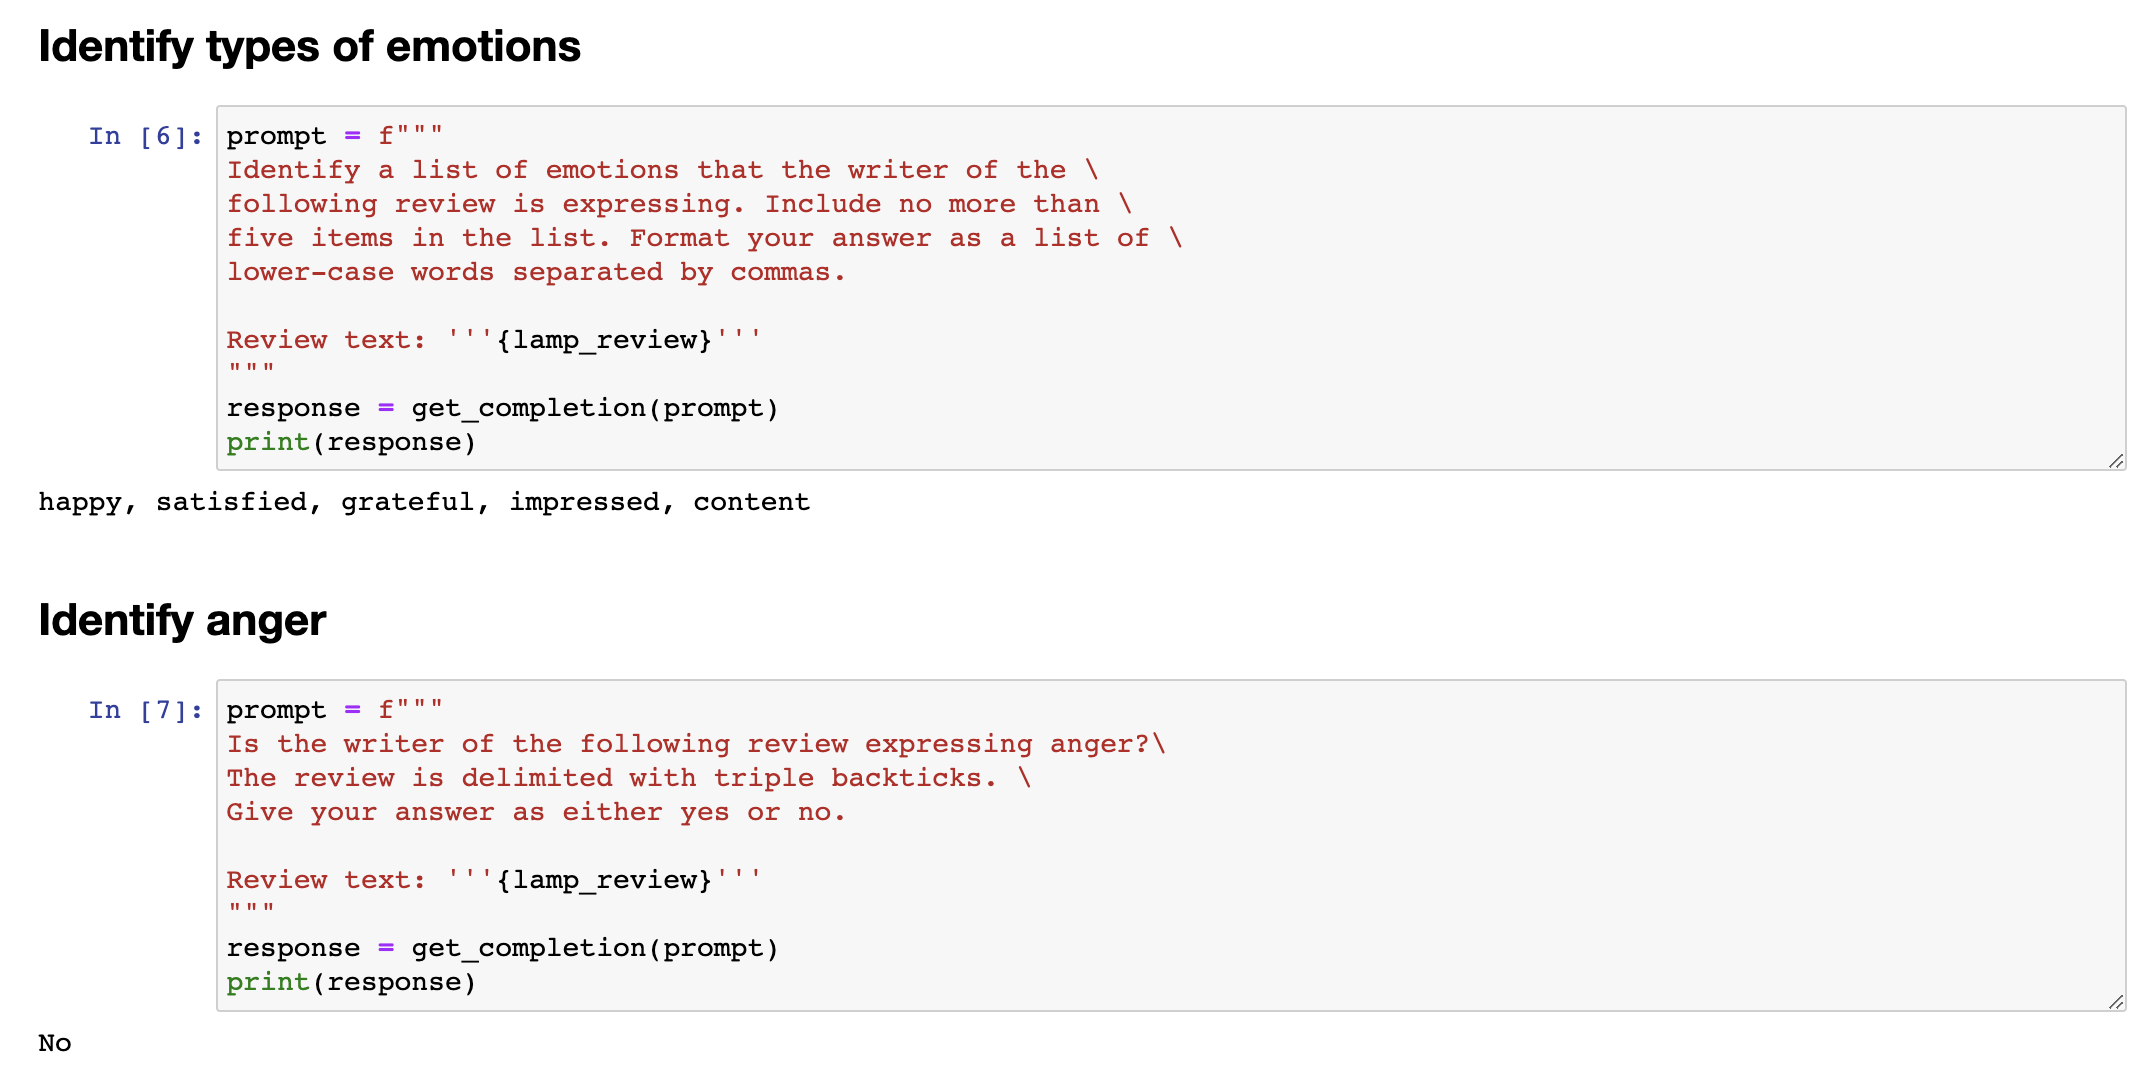 Identify types of emotions
In [6]: prompt = f"""
Identify a list of emotions that the writer of the \
following review is expressing. Include no more than \
five items in the list. Format your answer as a list of \
lower-case words separated by commas.
Review text: '''{lamp_review}'''
"""
response = get_completion(prompt)
print(response)
happy, satisfied, grateful, impressed, content
Identify anger
In [7]: prompt = f"""
Is the writer of the following review expressing anger?\
The review is delimited with triple backticks. \
Give your answer as either yes or no.
Review text: '''{lamp_review}'''
"""
response = get_completion(prompt)
print(response)
No